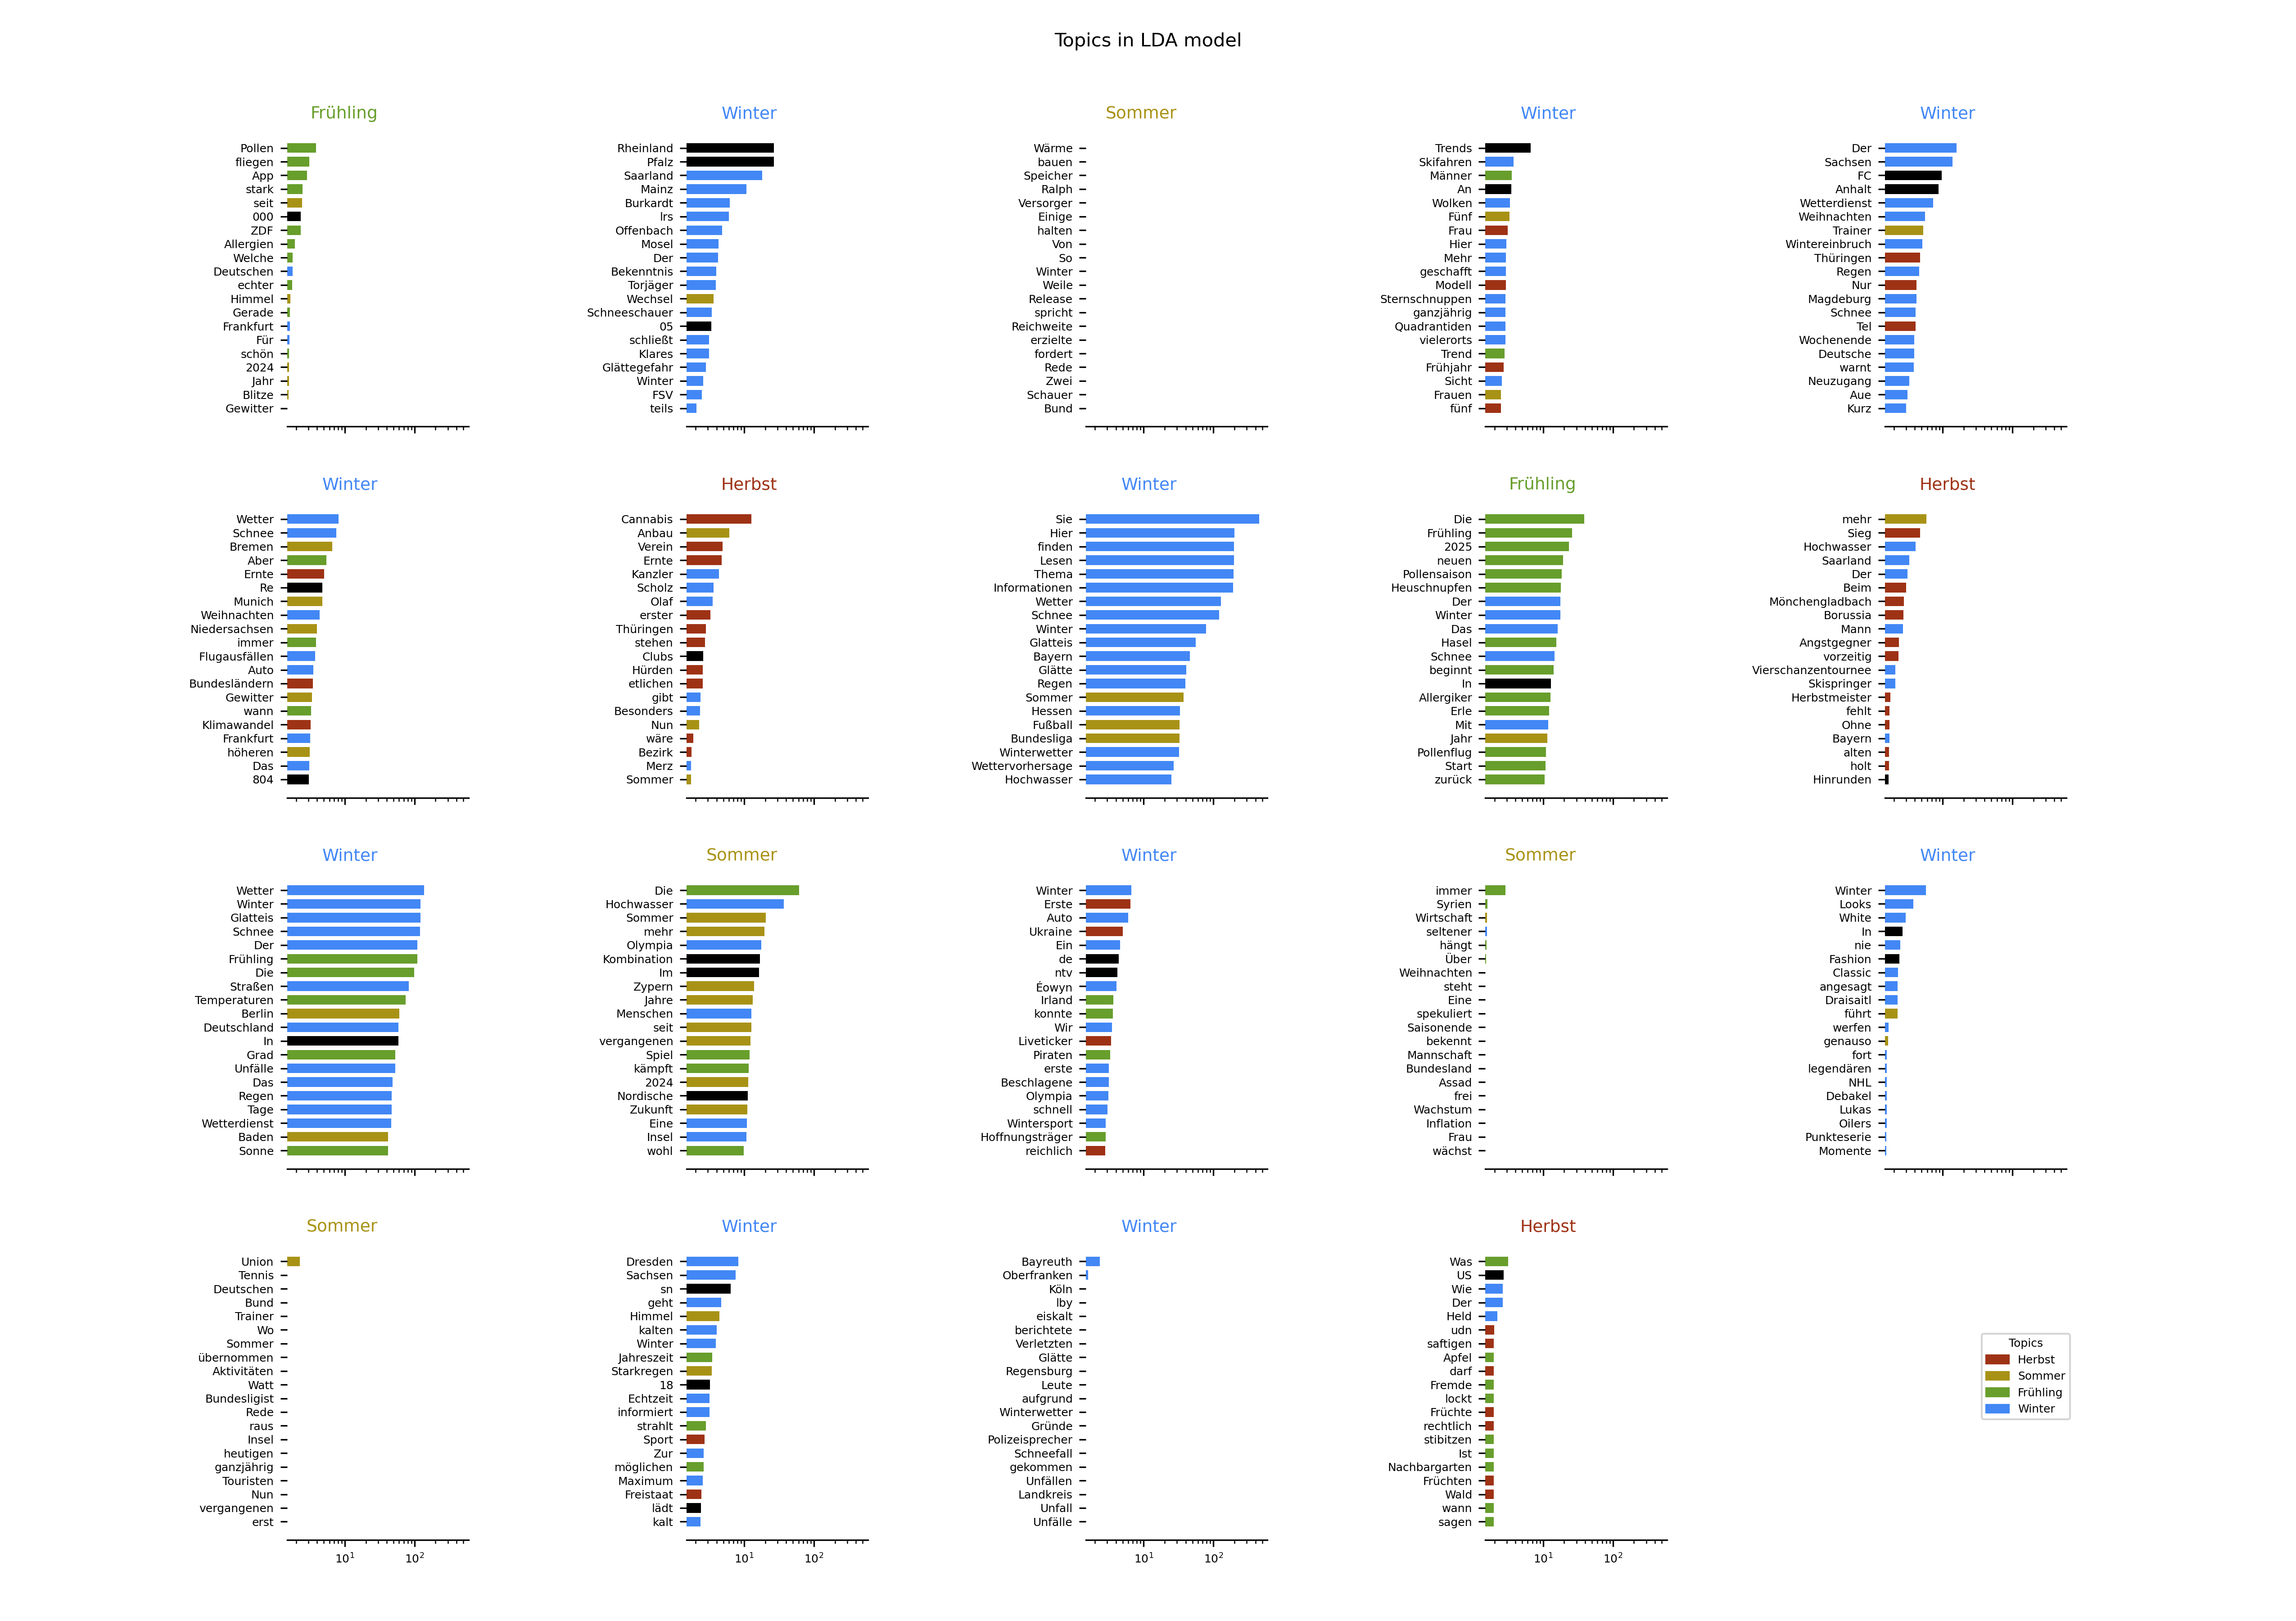 Topics in LDA model
Frühling
Pollen
fliegen
App
stark
seit
000
ZDF
Allergien
Welche
Deutschen
echter
Himmel
Gerade
Frankfurt
Für
schön
2024
Jahr
Blitze
Gewitter
Winter
Rheinland
Pfalz
Saarland
Mainz
Burkardt
lrs
Offenbach
Mosel
Der
Bekenntnis
Torjäger
Wechsel
Schneeschauer
05
schließt
Klares
Glättegefahr
Winter
FSV
teils
Sommer
Wärme
bauen
Speicher
Ralph
Versorger
Einige
halten
Von
So
Winter
Weile
Release
spricht
Reichweite
erzielte
fordert
Rede
Zwei
Schauer
Bund
Winter
Trends
Skifahren
Männer
An
Wolken
Fünf
Frau
Hier
Mehr
geschafft
Modell
Sternschnuppen
ganzjährig
Quadrantiden
vielerorts
Trend
Frühjahr
Sicht
Frauen
fünf
Winter
Der
Sachsen
FC
Anhalt
Wetterdienst
Weihnachten
Trainer
Wintereinbruch
Thüringen
Regen
Nur
Magdeburg
Schnee
Tel
Wochenende
Deutsche
warnt
Neuzugang
Aue
Kurz
Winter
Wetter
Schnee
Bremen
Aber
Ernte
Re
Munich
Weihnachten
Niedersachsen
immer
Flugausfällen
Auto
Bundesländern
Gewitter
wann
Klimawandel
Frankfurt
höheren
Das
804
Herbst
Cannabis
Anbau
Verein
Ernte
Kanzler
Scholz
Olaf
erster
Thüringen
stehen
Clubs
Hürden
etlichen
gibt
Besonders
Nun
wäre
Bezirk
Merz
Sommer
Winter
Sie
Hier
finden
Lesen
Thema
Informationen
Wetter
Schnee
Winter
Glatteis
Bayern
Glätte
Regen
Sommer
Hessen
Fußball
Bundesliga
Winterwetter
Wettervorhersage
Hochwasser
Frühling
Die
Frühling
2025
neuen
Pollensaison
Heuschnupfen
Der
Winter
Das
Hasel
Schnee
beginnt
In
Allergiker
Erle
Mit
Jahr
Pollenflug
Start
zurück
Herbst
mehr
Sieg
Hochwasser
Saarland
Der
Beim
Mönchengladbach
Borussia
Mann
Angstgegner
vorzeitig
Vierschanzentournee
Skispringer
Herbstmeister
fehlt
Ohne
Bayern
alten
holt
Hinrunden
Winter
Wetter
Winter
Glatteis
Schnee
Der
Frühling
Die
Straßen
Temperaturen
Berlin
Deutschland
In
Grad
Unfälle
Das
Regen
Tage
Wetterdienst
Baden
Sonne
Sommer
Die
Hochwasser
Sommer
mehr
Olympia
Kombination
Im
Zypern
Jahre
Menschen
seit
vergangenen
Spiel
kämpft
2024
Nordische
Zukunft
Eine
Insel
wohl
Winter
Winter
Erste
Auto
Ukraine
Ein
de
ntv
Éowyn
Irland
konnte
Wir
Liveticker
Piraten
erste
Beschlagene
Olympia
schnell
Wintersport
Hoffnungsträger
reichlich
Sommer
immer
Syrien
Wirtschaft
seltener
hängt
Über
Weihnachten
steht
Eine
spekuliert
Saisonende
bekennt
Mannschaft
Bundesland
Assad
frei
Wachstum
Inflation
Frau
wächst
Winter
Winter
Looks
White
In
nie
Fashion
Classic
angesagt
Draisaitl
führt
werfen
genauso
fort
legendären
NHL
Debakel
Lukas
Oilers
Punkteserie
Momente
Sommer
Union
Tennis
Deutschen
Bund
Trainer
Wo
Sommer
übernommen
Aktivitäten
Watt
Bundesligist
Rede
raus
Insel
heutigen
ganzjährig
Touristen
Nun
vergangenen
erst
10¹ 10²
Winter
Dresden
Sachsen
sn
geht
Himmel
kalten
Winter
Jahreszeit
Starkregen
18
Echtzeit
informiert
strahlt
Sport
Zur
möglichen
Maximum
Freistaat
lädt
kalt
10¹ 10²
Winter
Bayreuth
Oberfranken
Köln
lby
eiskalt
berichtete
Verletzten
Glätte
Regensburg
Leute
aufgrund
Winterwetter
Gründe
Polizeisprecher
Schneefall
gekommen
Unfällen
Landkreis
Unfall
Unfälle
10¹ 10²
Herbst
Was
US
Wie
Der
Held
udn
saftigen
Apfel
darf
Fremde
lockt
Früchte
rechtlich
stibitzen
Ist
Nachbargarten
Früchten
Wald
wann
sagen
10¹ 10²
Topics
Herbst
Sommer
Frühling
Winter